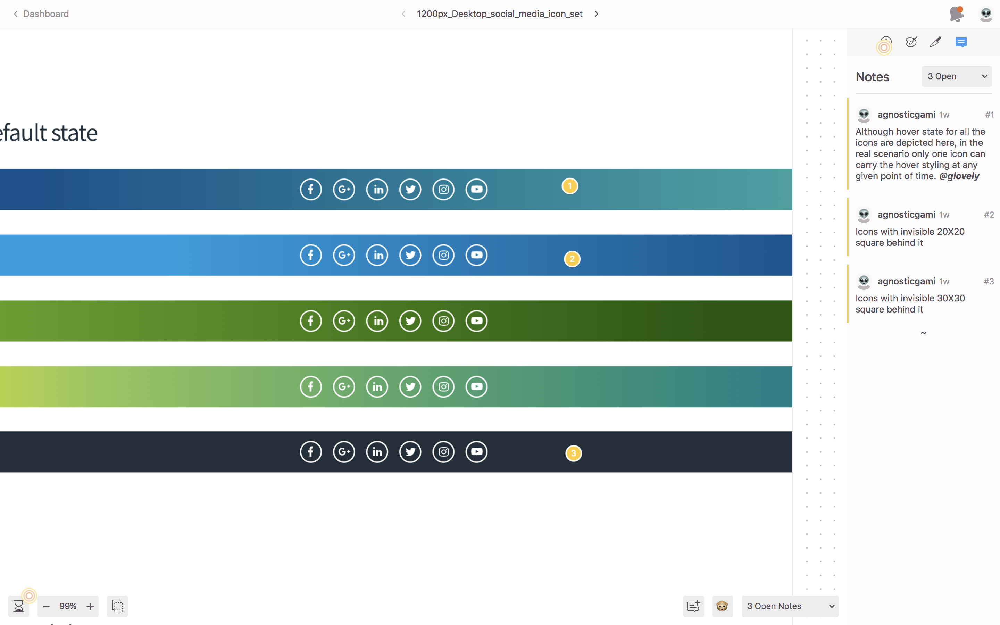 Dashboard
1200px_Desktop_social_media_icon_set
efault state
1
2
3
Notes
3 Open
agnosticgami 1w #1
Although hover state for all the
icons are depicted here, in the
real scenario only one icon can
carry the hover styling at any
given point of time. @glovely
agnosticgami 1w #2
Icons with invisible 20X20
square behind it
agnosticgami 1w #3
Icons with invisible 30X30
square behind it
~
99%
3 Open Notes